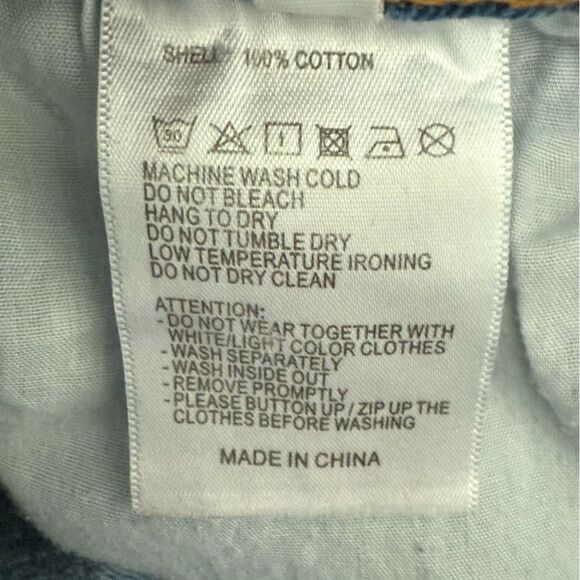 SHELL 100% COTTON
30
MACHINE WASH COLD
DO NOT BLEACH
HANG TO DRY
DO NOT TUMBLE DRY
LOW TEMPERATURE IRONING
DO NOT DRY CLEAN
ATTENTION:
- DO NOT WEAR TOGETHER WITH
WHITE/LIGHT COLOR CLOTHES
- WASH SEPARATELY
- WASH INSIDE OUT
- REMOVE PROMPTLY
- PLEASE BUTTON UP / ZIP UP THE
CLOTHES BEFORE WASHING
MADE IN CHINA